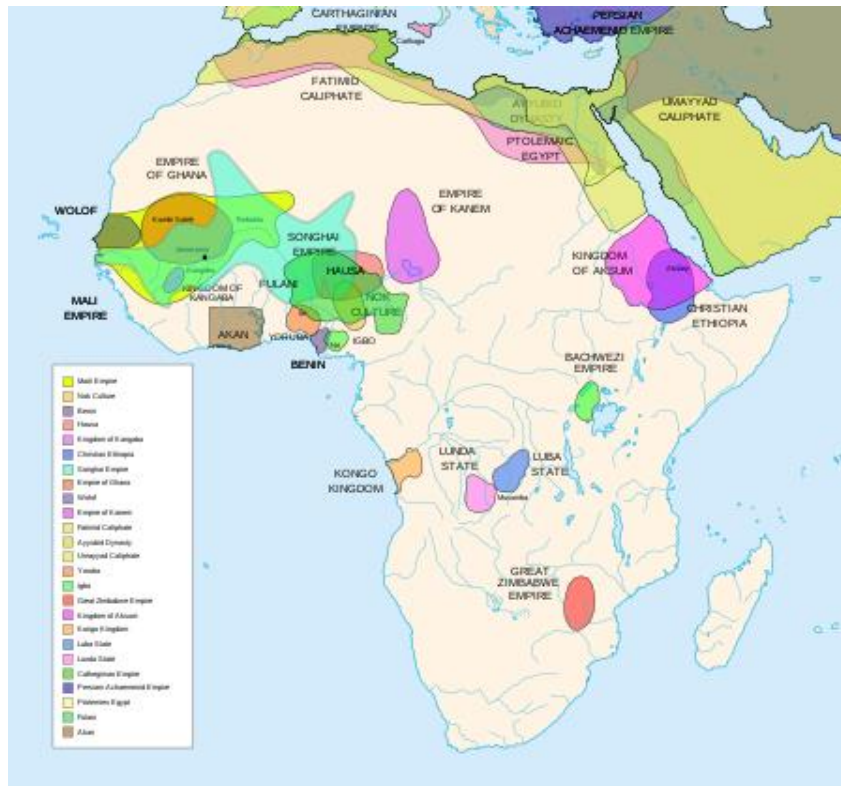 CARTHAGINIAN
EMPIRE
PERSIAN
ACHAEMENID EMPIRE
Carthage
FATIMID
CALIPHATE
AYYUBID
DYNASTY
UMAYYAD
CALIPHATE
PTOLEMAIC
EGYPT
EMPIRE
OF GHANA
EMPIRE
OF KANEM
WOLOF
Kumbi Saleh
SONGHAI
EMPIRE
KINGDOM
OF AKSUM
HAUSA
FULANI
KINGDOM OF
KANGABA
NOK
CULTURE
MALI
EMPIRE
CHRISTIAN
ETHIOPIA
AKAN
YORUBA
IGBO
BENIN
BACHWEZI
EMPIRE
LUNDA
STATE
LUBA
STATE
KONGO
KINGDOM
GREAT
ZIMBABWE
EMPIRE
Mali Empire
Nok Culture
Benin
Hausa
Kingdom of Kangaba
Christian Ethiopia
Songhai Empire
Empire of Ghana
Wolof
Empire of Kanem
Fatimid Caliphate
Ayyubid Dynasty
Umayyad Caliphate
Yoruba
Igbo
Great Zimbabwe Empire
Kingdom of Aksum
Kongo Kingdom
Luba State
Lunda State
Persian Achaemenid Empire
Fulani
Akan